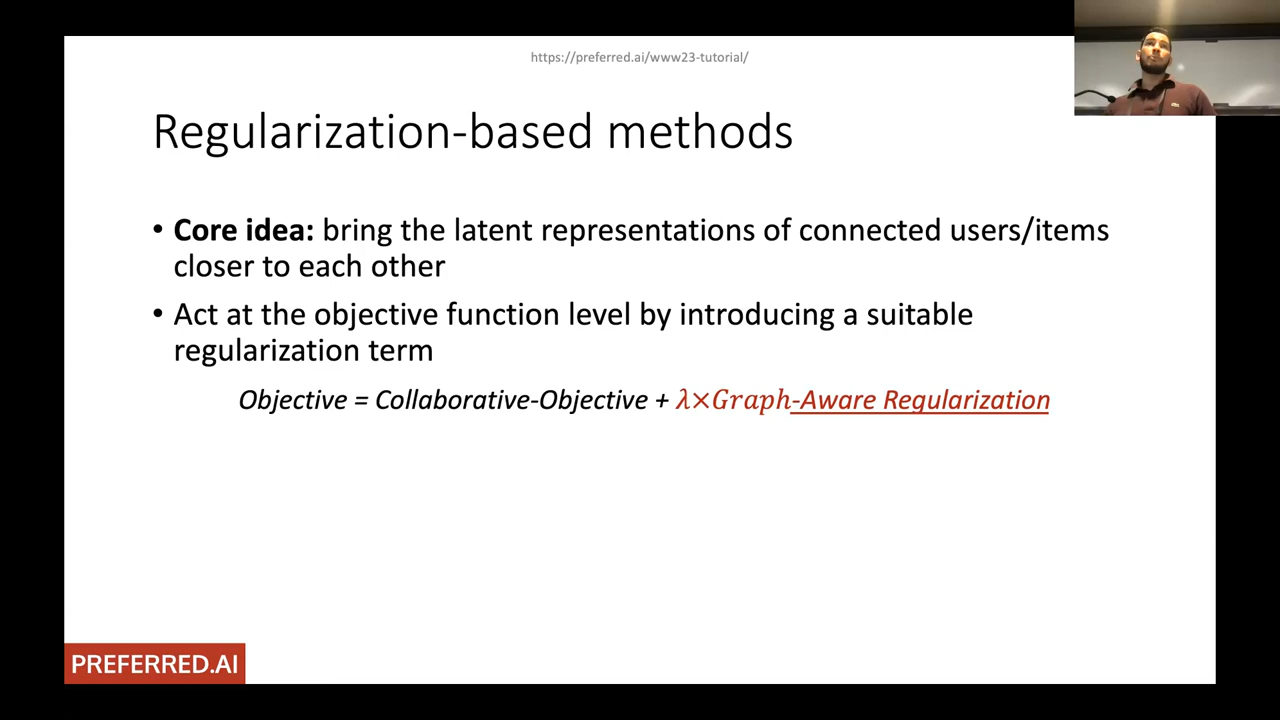 https://preferred.ai/www23-tutorial/
Regularization-based methods
• Core idea: bring the latent representations of connected users/items
closer to each other
• Act at the objective function level by introducing a suitable
regularization term
Objective = Collaborative-Objective + λ×Graph-Aware Regularization
PREFERRED.AI